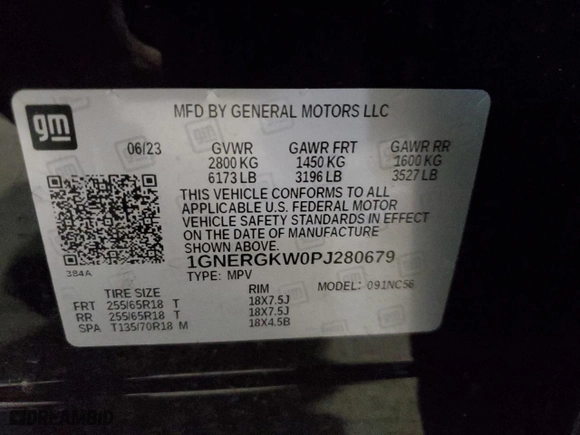 gm
MFD BY GENERAL MOTORS LLC
06/23 GVWR GAWR FRT GAWR RR
2800 KG 1450 KG 1600 KG
6173 LB 3196 LB 3527 LB
THIS VEHICLE CONFORMS TO ALL
APPLICABLE U.S. FEDERAL MOTOR
VEHICLE SAFETY STANDARDS IN EFFECT
ON THE DATE OF MANUFACTURE
SHOWN ABOVE.
384A
1GNERGKW0PJ280679
TYPE: MPV MODEL: 091NC56
TIRE SIZE RIM
FRT 255/65R18 T 18X7.5J
RR 255/65R18 T 18X7.5J
SPA T135/70R18 M 18X4.5B
DREAMBID